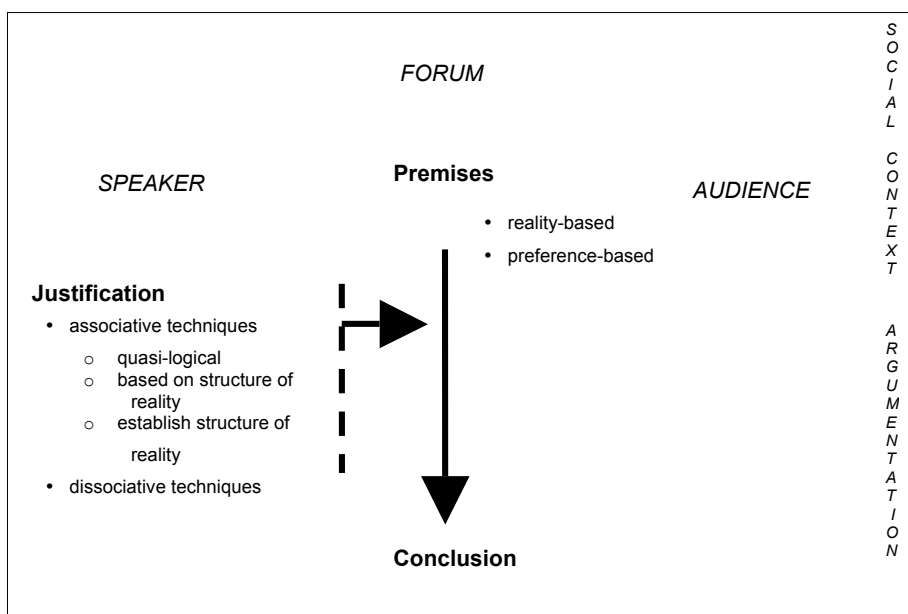 FORUM
SPEAKER
Premises
AUDIENCE
• reality-based
• preference-based
Justification
• associative techniques
o quasi-logical
o based on structure of
reality
o establish structure of
reality
• dissociative techniques
Conclusion
SOCIAL CONTEXT ARGUMENTATION